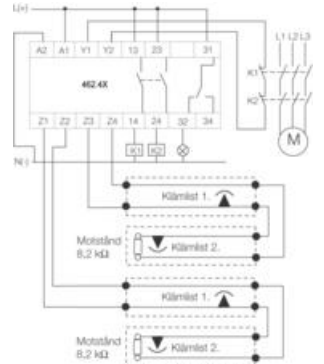 L(+)
A2 A1 Y1 Y2 13 23 31
L1 L2 L3
462.4X
K1
K2
M
Z1 Z2 Z3 Z4 14 24 32 34
N(-) K1 K2
Klämlist 1.
Motstånd
8,2 kΩ
Klämlist 2.
Klämlist 1.
Motstånd
8,2 kΩ
Klämlist 2.